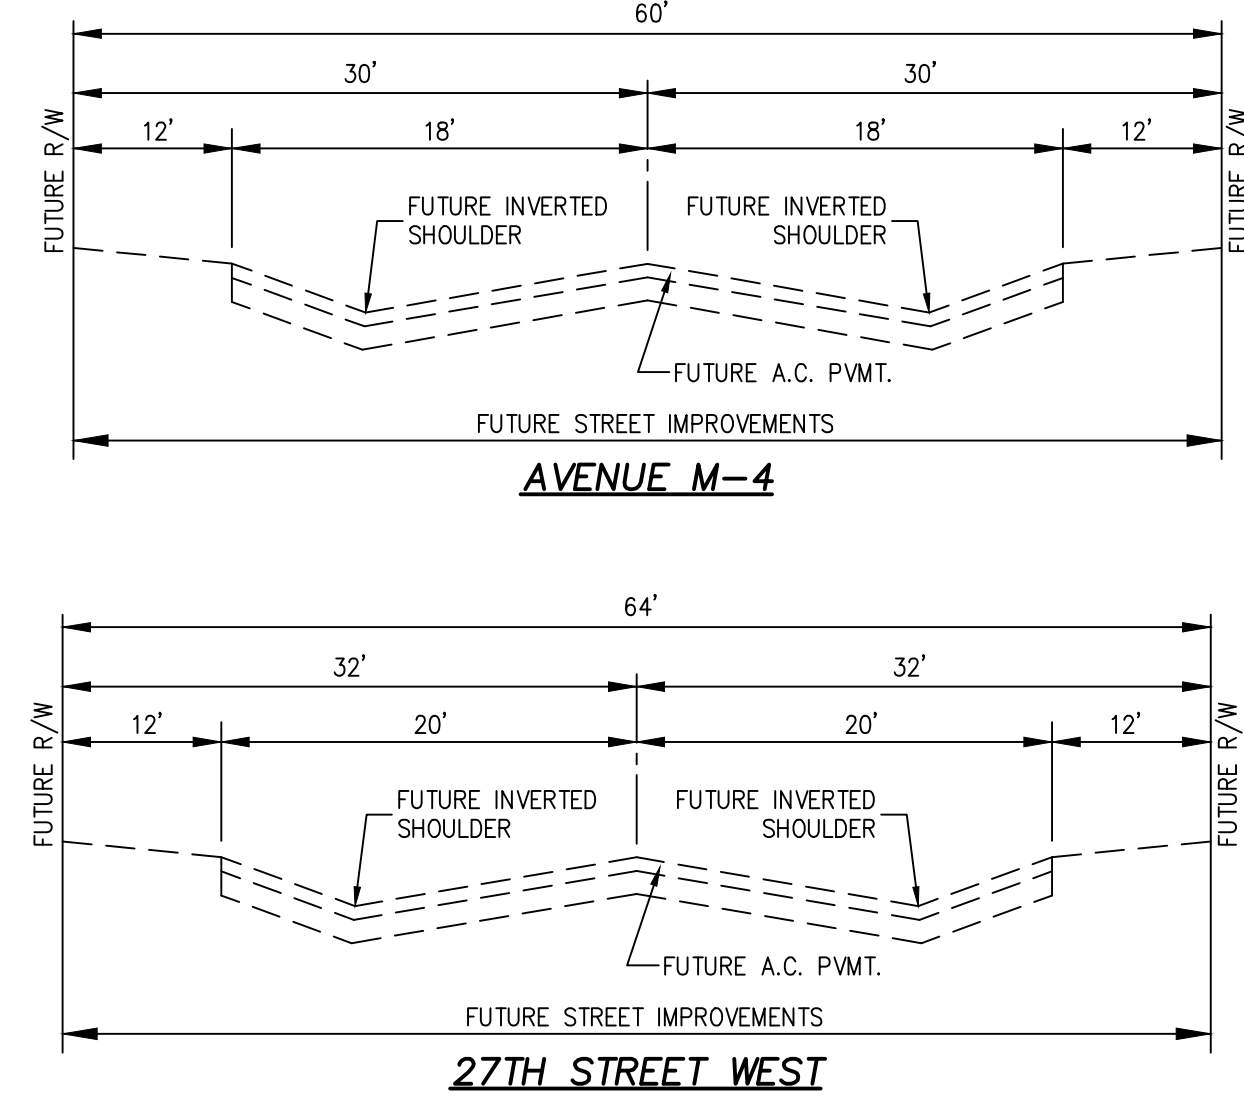 60'
30'
30'
12'
18'
18'
12'
FUTURE R/W
FUTURE R/W
FUTURE INVERTED
SHOULDER
FUTURE INVERTED
SHOULDER
FUTURE A.C. PVMT.
FUTURE STREET IMPROVEMENTS
AVENUE M-4
64'
32'
32'
12'
20'
20'
12'
FUTURE R/W
FUTURE R/W
FUTURE INVERTED
SHOULDER
FUTURE INVERTED
SHOULDER
FUTURE A.C. PVMT.
FUTURE STREET IMPROVEMENTS
27TH STREET WEST